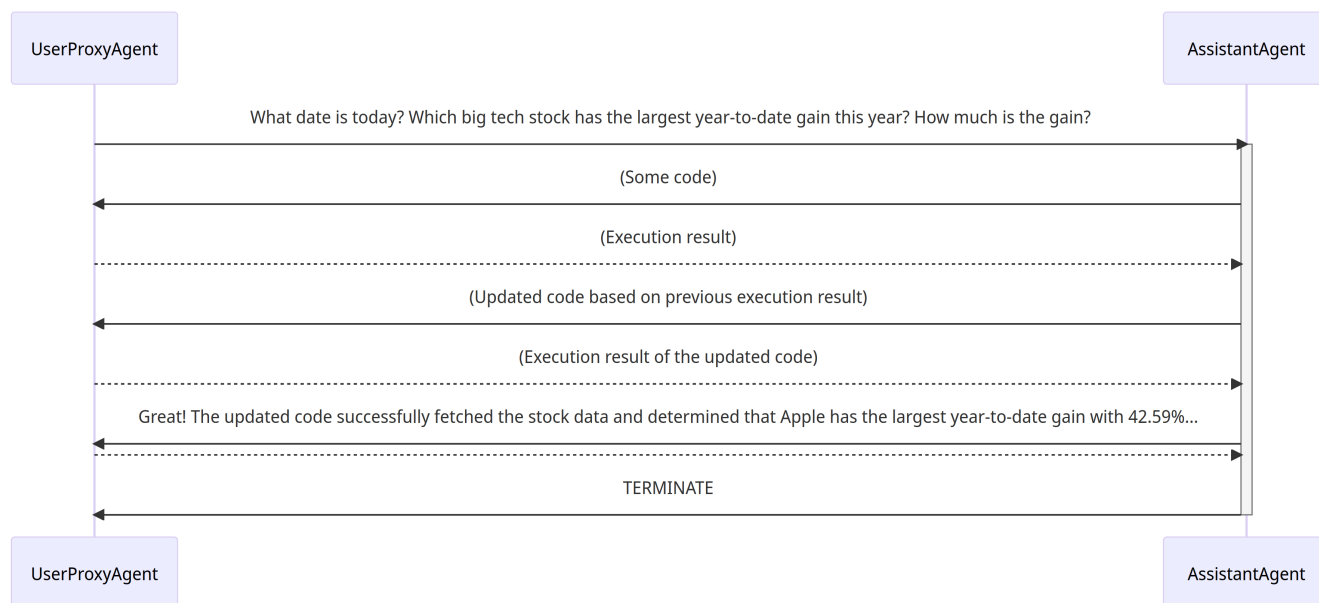 UserProxyAgent
AssistantAgent
What date is today? Which big tech stock has the largest year-to-date gain this year? How much is the gain?
(Some code)
(Execution result)
(Updated code based on previous execution result)
(Execution result of the updated code)
Great! The updated code successfully fetched the stock data and determined that Apple has the largest year-to-date gain with 42.59%...
TERMINATE
UserProxyAgent
AssistantAgent